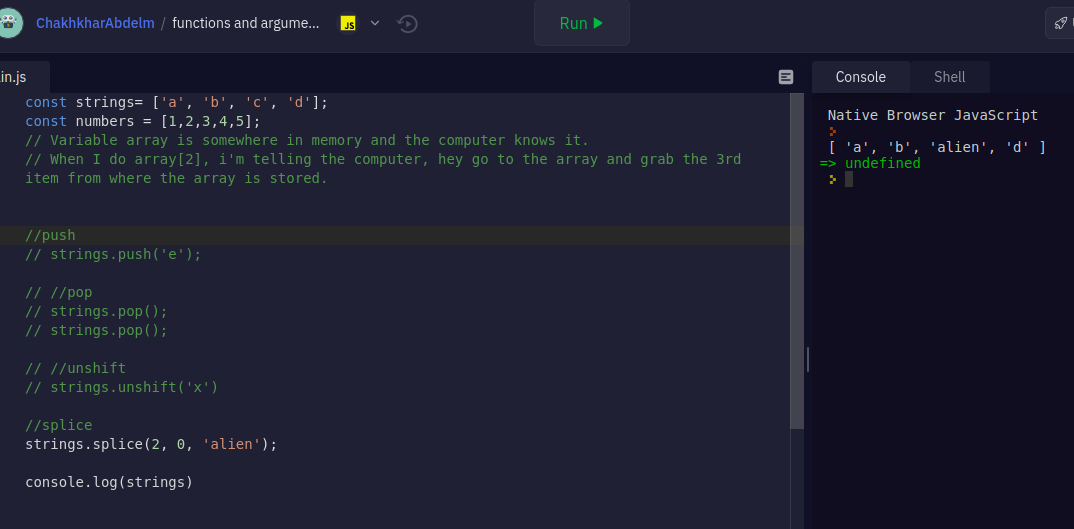 ChakhkharAbdelm / functions and argume... JS
Run
in.js
Console Shell
const strings= ['a', 'b', 'c', 'd'];
const numbers = [1,2,3,4,5];
// Variable array is somewhere in memory and the computer knows it.
// When I do array[2], i'm telling the computer, hey go to the array and grab the 3rd
item from where the array is stored.
//push
// strings.push('e');
// //pop
// strings.pop();
// strings.pop();
// //unshift
// strings.unshift('x')
//splice
strings.splice(2, 0, 'alien');
console.log(strings)
Native Browser JavaScript
[ 'a', 'b', 'alien', 'd' ]
=> undefined